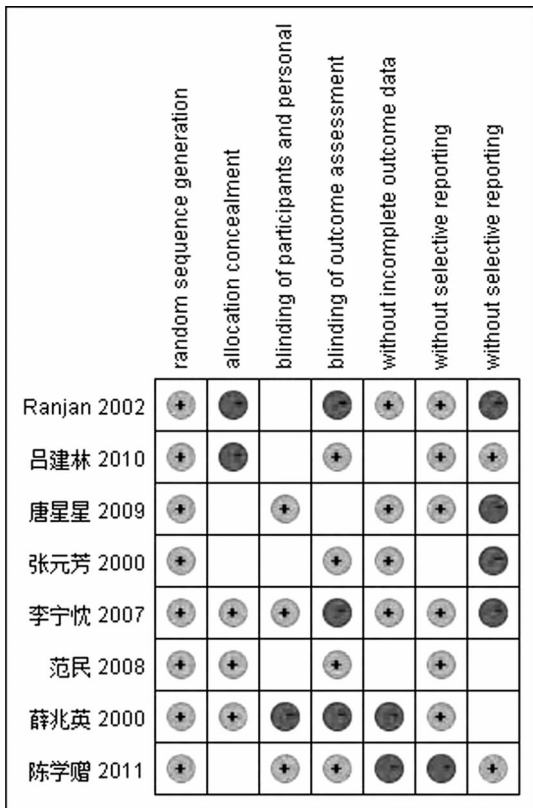 random sequence generation
allocation concealment
blinding of participants and personal
blinding of outcome assessment
without incomplete outcome data
without selective reporting
without selective reporting
Ranjan 2002
吕建林 2010
唐星星 2009
张元芳 2000
李宁忱 2007
范民 2008
薛兆英 2000
陈学赠 2011